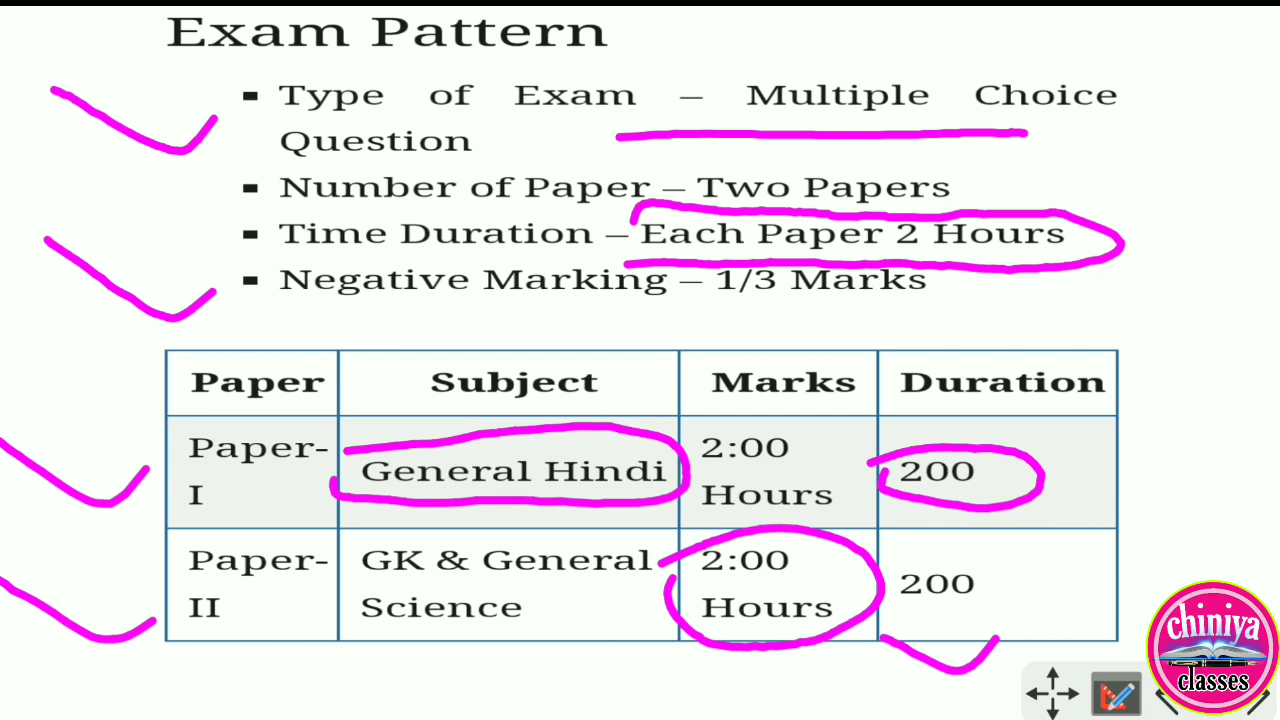 Exam Pattern
▪ Type of Exam – Multiple Choice
Question
▪ Number of Paper – Two Papers
▪ Time Duration – Each Paper 2 Hours
▪ Negative Marking – 1/3 Marks
Paper Subject Marks Duration
Paper-I General Hindi 2:00 Hours 200
Paper-II GK & General Science 2:00 Hours 200
chiniya
classes